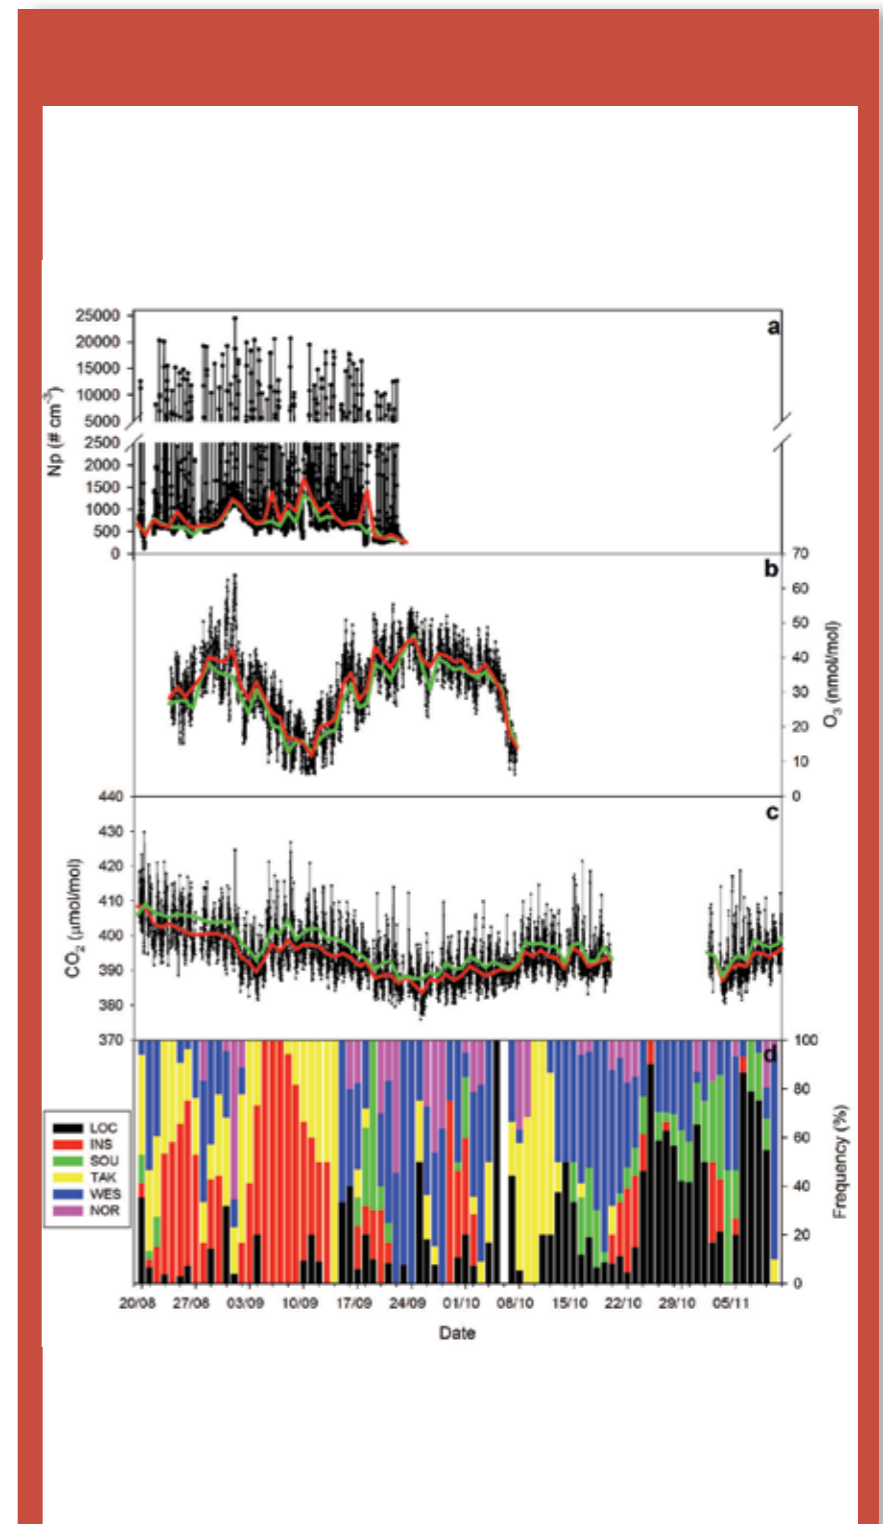 a
25000
20000
15000
10000
5000
2500
2000
1500
1000
500
0
Np (# cm⁻³)
b
70
60
50
40
30
20
10
0
O₃ (nmol/mol)
c
440
430
420
410
400
390
380
370
CO₂ (μmol/mol)
d
100
80
60
40
20
0
Frequency (%)
LOC
INS
SOU
TAK
WES
NOR
20/08 27/08 03/09 10/09 17/09 24/09 01/10 08/10 15/10 22/10 29/10 05/11
Date